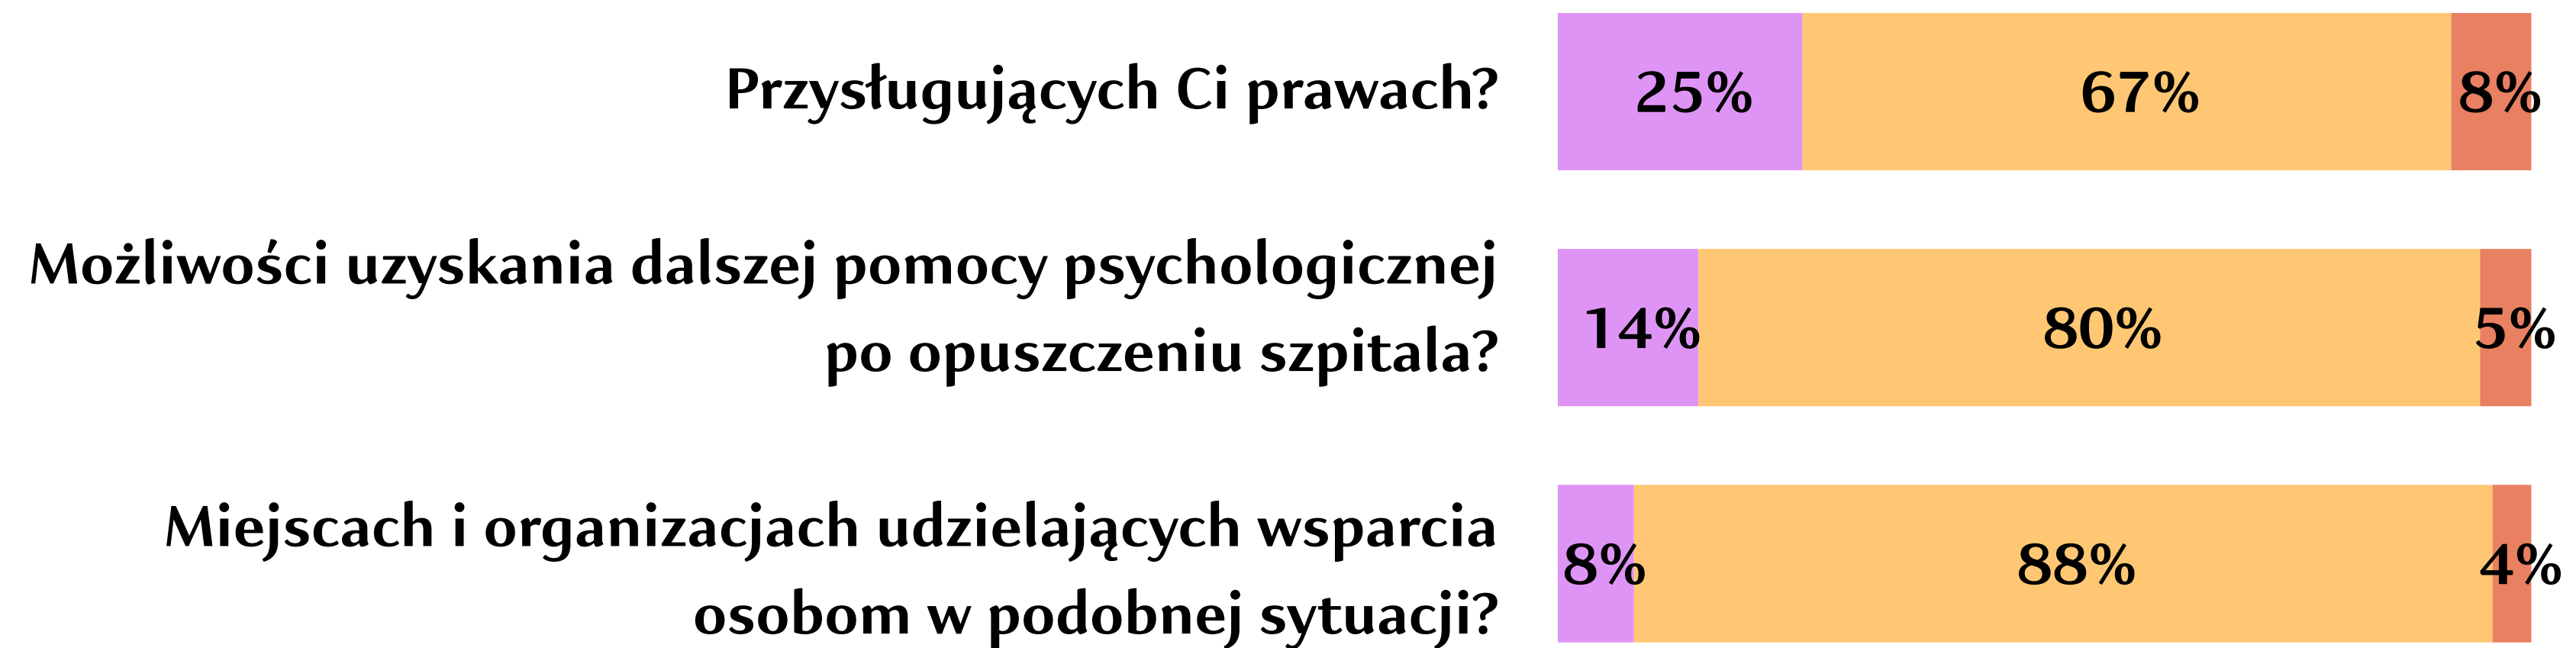 Przysługujących Ci prawach?
25% 67% 8%
Możliwości uzyskania dalszej pomocy psychologicznej
po opuszczeniu szpitala?
14% 80% 5%
Miejscach i organizacjach udzielających wsparcia
osobom w podobnej sytuacji?
8% 88% 4%